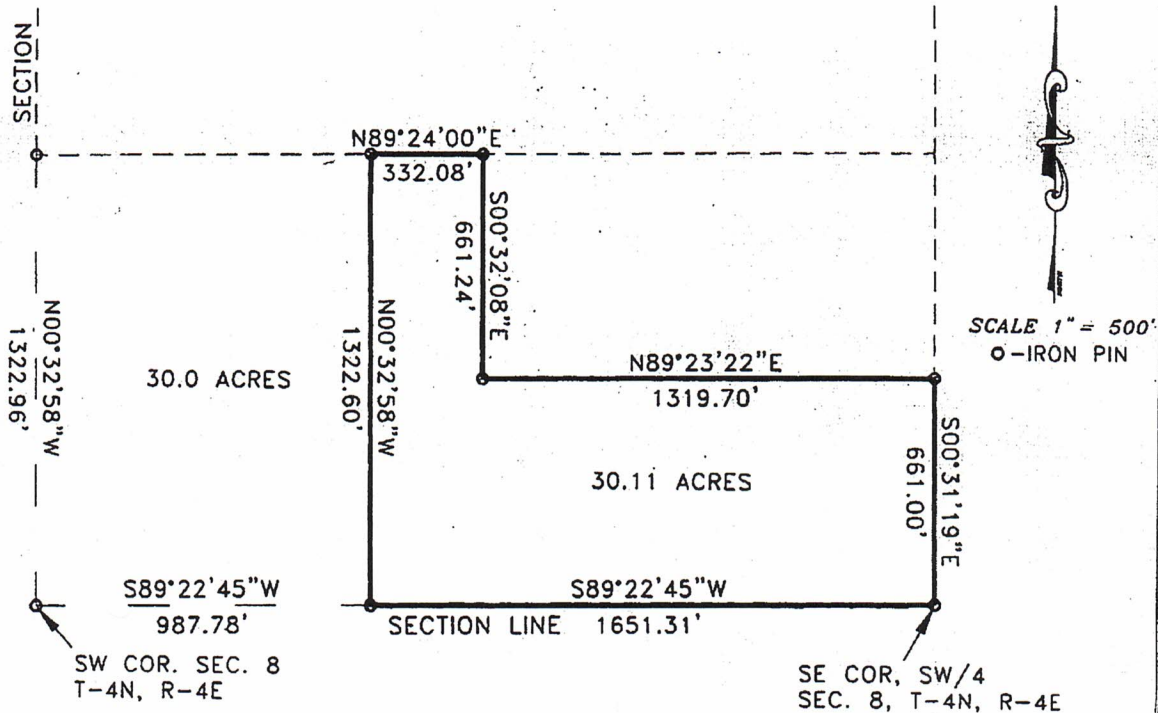 SECTION
N89°24'00"E
332.08'
S00°32'08"E
661.24'
SCALE 1" = 500'
o-IRON PIN
N00°32'58"W
1322.96'
30.0 ACRES
N00°32'58"W
1322.60'
N89°23'22"E
1319.70'
30.11 ACRES
S00°31'19"E
661.00'
S89°22'45"W
987.78'
S89°22'45"W
SECTION LINE 1651.31'
SW COR. SEC. 8
T-4N, R-4E
SE COR, SW/4
SEC. 8, T-4N, R-4E